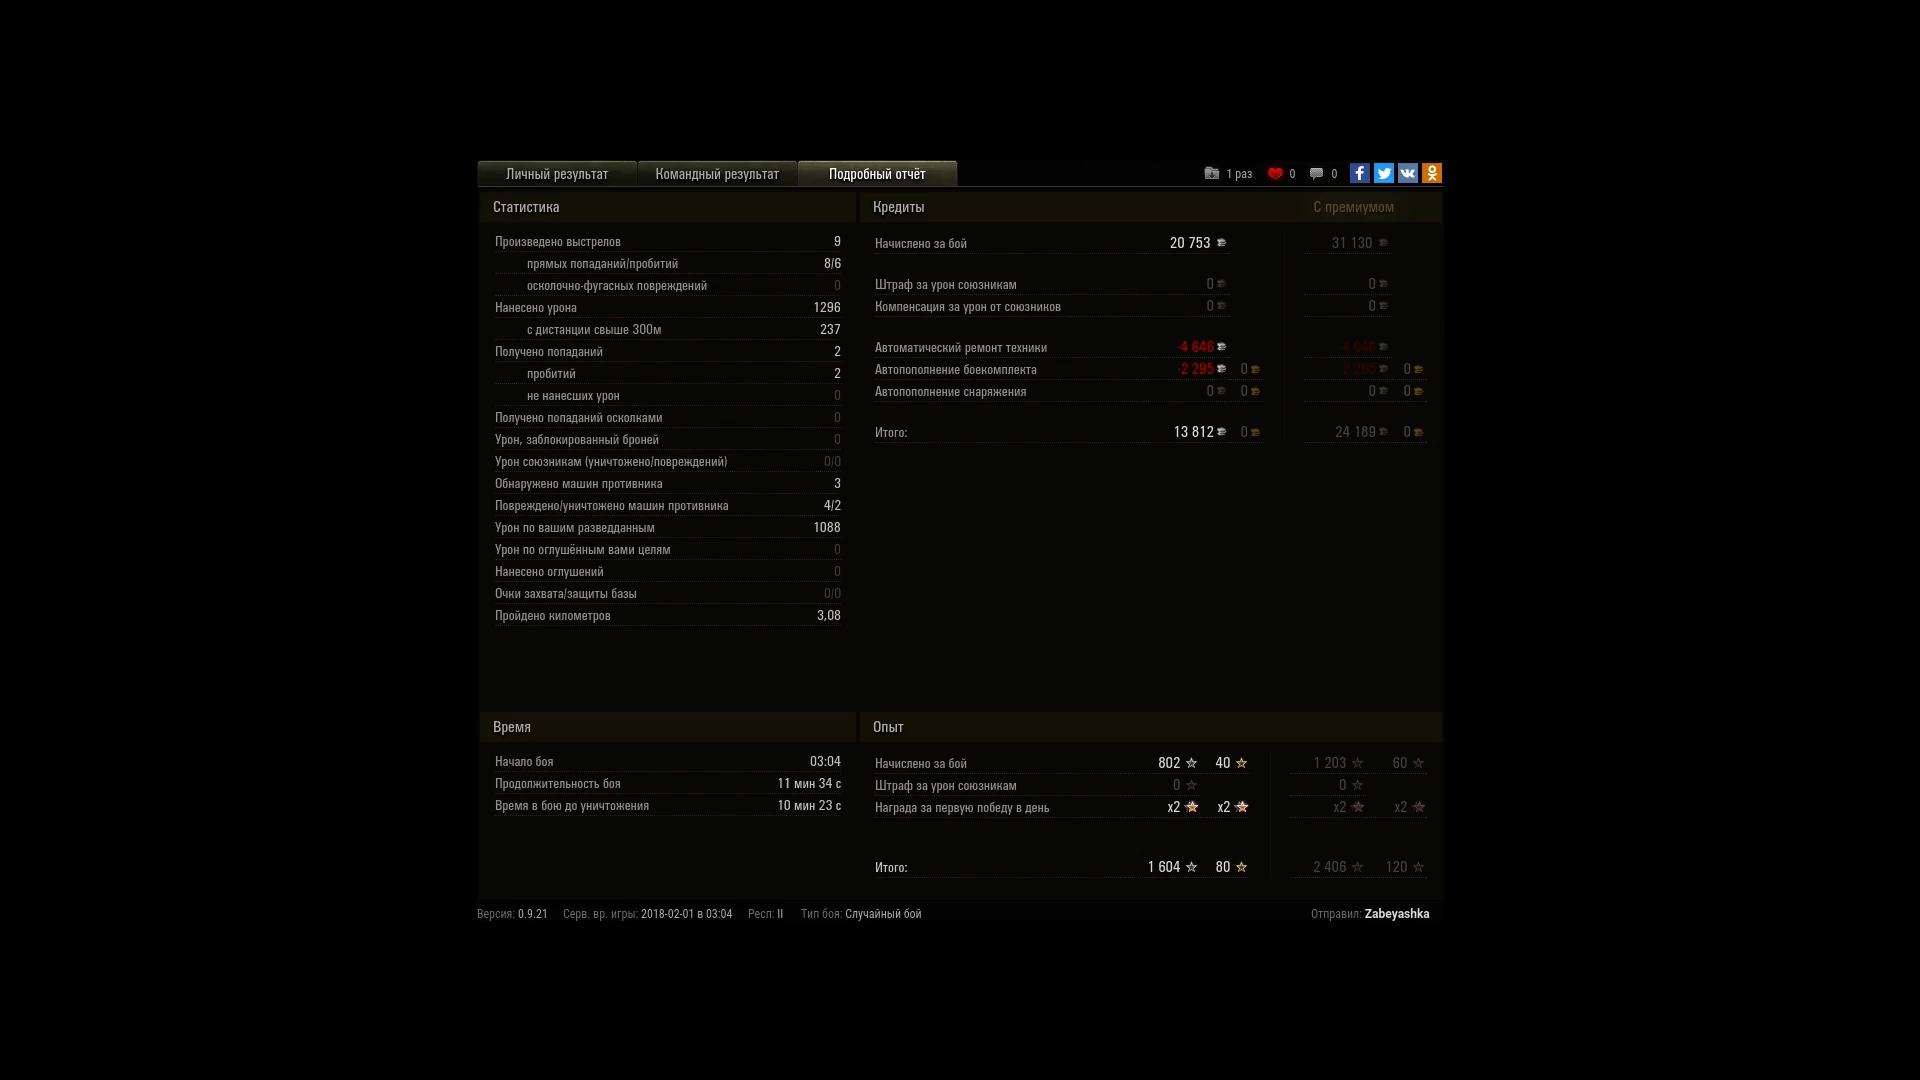 Личный результат Командный результат Подробный отчёт 1 раз 0 0
Статистика
Произведено выстрелов 9
прямых попаданий/пробитий 8/6
осколочно-фугасных повреждений 0
Нанесено урона 1296
с дистанции свыше 300м 237
Получено попаданий 2
пробитий 2
не нанесших урон 0
Получено попаданий осколками 0
Урон, заблокированный броней 0
Урон союзникам (уничтожено/повреждений) 0/0
Обнаружено машин противника 3
Повреждено/уничтожено машин противника 4/2
Урон по вашим разведданным 1088
Урон по оглушённым вами целям 0
Нанесено оглушений 0
Очки захвата/защиты базы 0/0
Пройдено километров 3,08
Кредиты С премиумом
Начислено за бой 20 753 31 130
Штраф за урон союзникам 0 0
Компенсация за урон от союзников 0 0
Автоматический ремонт техники -4 646 -4 646
Автопополнение боекомплекта -2 295 0 -2 295 0
Автопополнение снаряжения 0 0 0 0
Итого: 13 812 0 24 189 0
Время
Начало боя 03:04
Продолжительность боя 11 мин 34 с
Время в бою до уничтожения 10 мин 23 с
Опыт
Начислено за бой 802 40 1 203 60
Штраф за урон союзникам 0 0
Награда за первую победу в день x2 x2 x2 x2
Итого: 1 604 80 2 406 120
Версия: 0.9.21 Серв. вр. игры: 2018-02-01 в 03:04 Респ: II Тип боя: Случайный бой Отправил: Zabeyashka